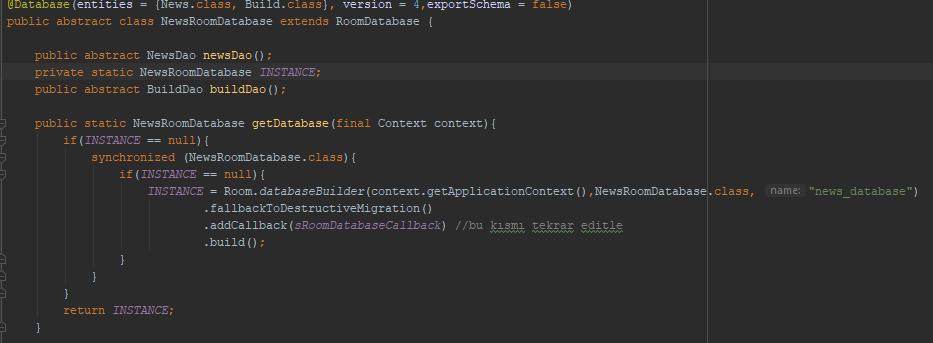 @Database(entities = {News.class, Build.class}, version = 4,exportSchema = false)
public abstract class NewsRoomDatabase extends RoomDatabase {
public abstract NewsDao newsDao();
private static NewsRoomDatabase INSTANCE;
public abstract BuildDao buildDao();
public static NewsRoomDatabase getDatabase(final Context context){
if(INSTANCE == null){
synchronized (NewsRoomDatabase.class){
if(INSTANCE == null){
INSTANCE = Room.databaseBuilder(context.getApplicationContext(),NewsRoomDatabase.class, name: "news_database")
.fallbackToDestructiveMigration()
.addCallback(sRoomDatabaseCallback) //bu kısmı tekrar editle
.build();
}
}
}
return INSTANCE;
}